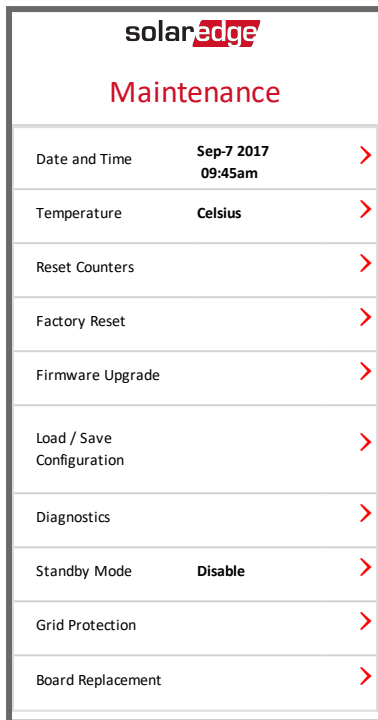 solaredge
Maintenance
Date and Time Sep-7 2017
09:45am
Temperature Celsius
Reset Counters
Factory Reset
Firmware Upgrade
Load / Save
Configuration
Diagnostics
Standby Mode Disable
Grid Protection
Board Replacement